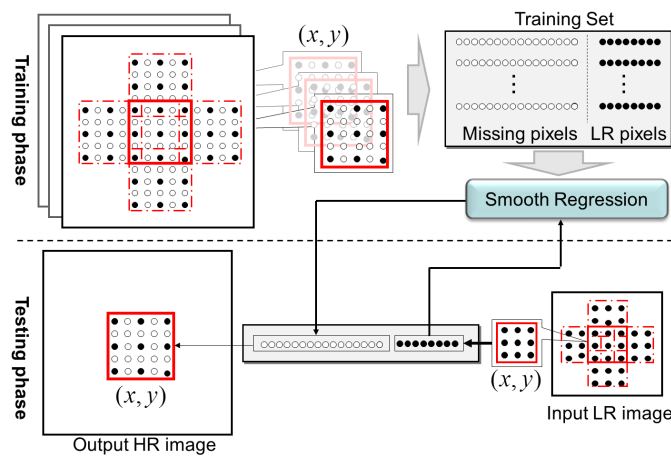 Training phase
(x, y)
Training Set
Missing pixels
LR pixels
Smooth Regression
Testing phase
(x, y)
Output HR image
(x, y)
Input LR image